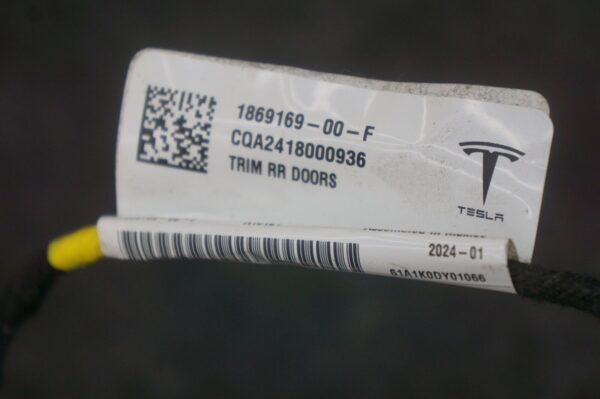 1869169-00-F
CQA2418000936
TRIM RR DOORS
TESLA
2024-01
61A1K0DY01066